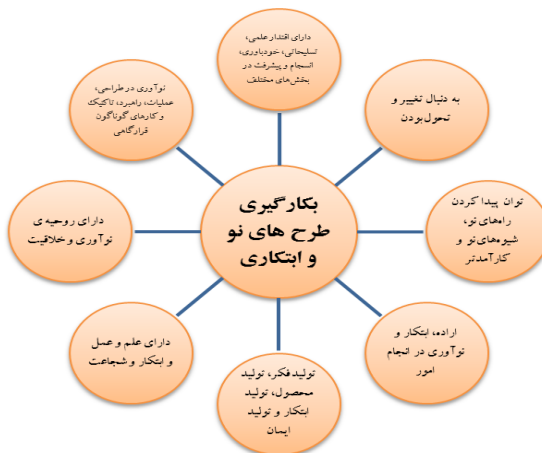 بکارگیری
طرح های نو
و ابتکاری
دارای اقتدار علمی،
تسلیحاتی، خودباوری،
انسجام و پیشرفت در
بخش‌های مختلف
به دنبال تغییر و
تحول‌بودن
توان پیدا کردن
راه‌های نو،
شیوه‌های نو و
کارآمدتر
اراده، ابتکار و
نوآوری در انجام
امور
تولید فکر، تولید
محصول، تولید
ابتکار و تولید
ایمان
دارای علم و عمل
و ابتکار و شجاعت
دارای روحیه ی
نوآوری و خلاقیت
نوآوری در طراحی،
عملیات، راهبرد، تاکتیک
و کارهای گوناگون
قرارگاهی